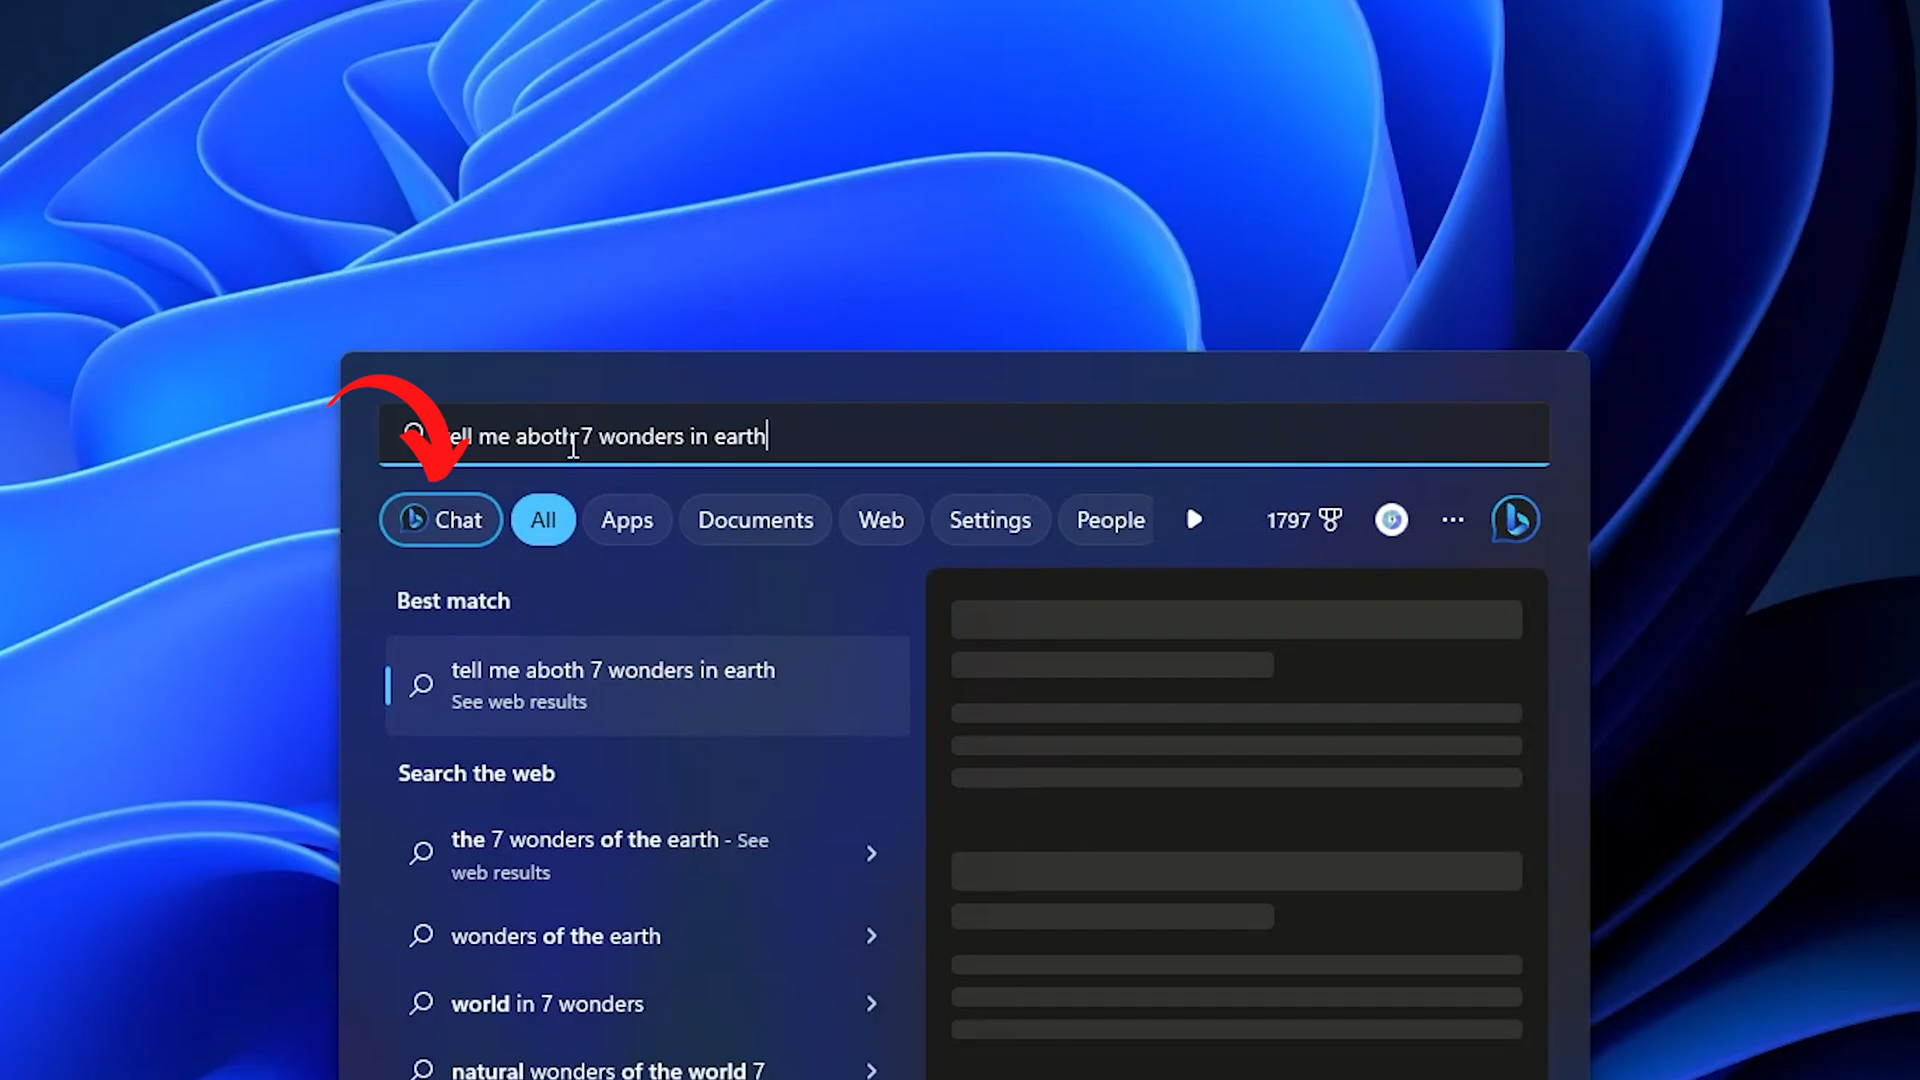 tell me aboth 7 wonders in earth
Chat All Apps Documents Web Settings People 1797
Best match
tell me aboth 7 wonders in earth
See web results
Search the web
the 7 wonders of the earth - See
web results
wonders of the earth
world in 7 wonders
natural wonders of the world 7